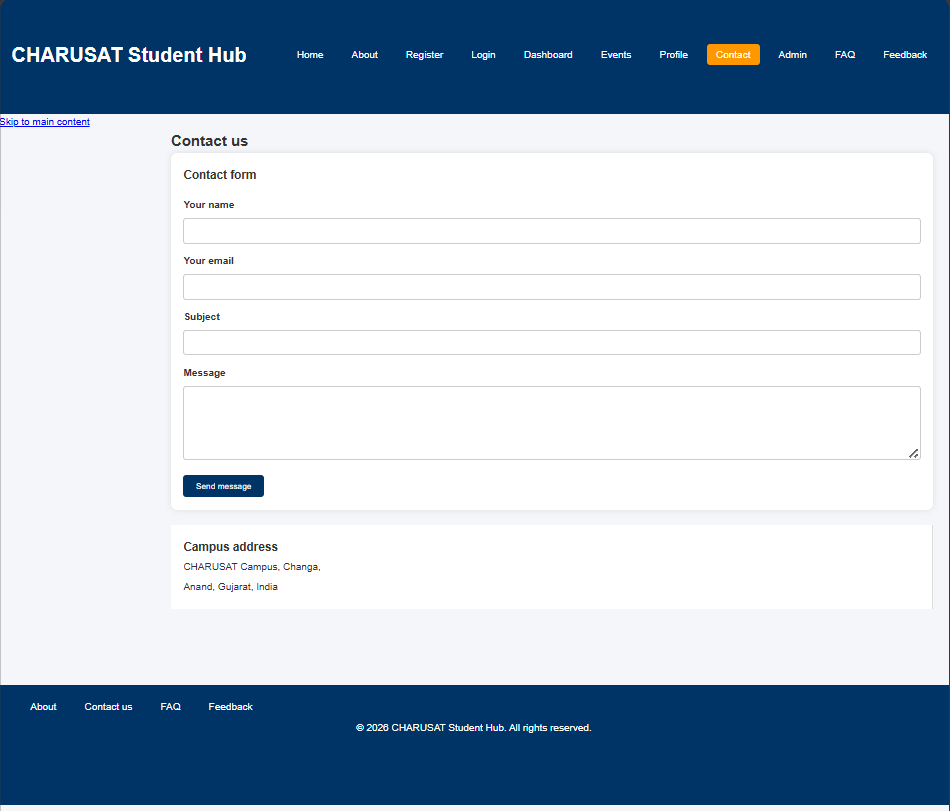 CHARUSAT Student Hub
Home About Register Login Dashboard Events Profile Contact Admin FAQ Feedback
Skip to main content
Contact us
Contact form
Your name
Your email
Subject
Message
Send message
Campus address
CHARUSAT Campus, Changa,
Anand, Gujarat, India
About Contact us FAQ Feedback
© 2026 CHARUSAT Student Hub. All rights reserved.